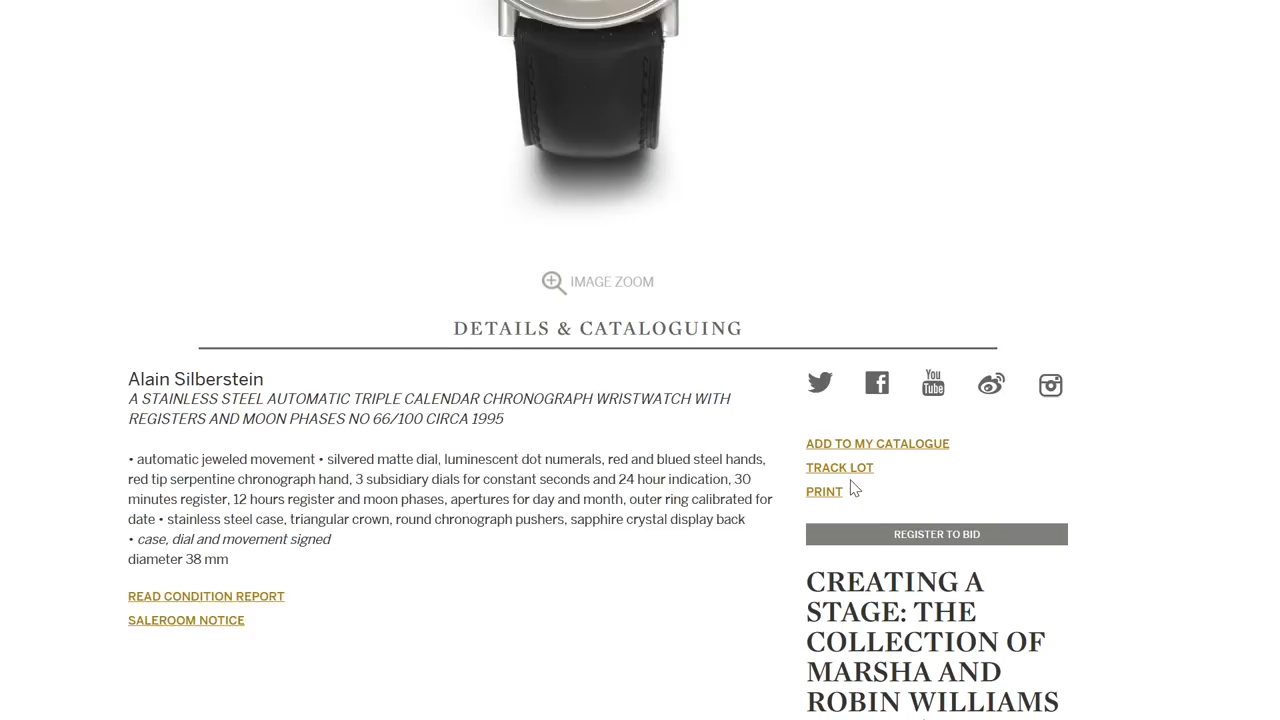 IMAGE ZOOM
DETAILS & CATALOGUING
Alain Silberstein
A STAINLESS STEEL AUTOMATIC TRIPLE CALENDAR CHRONOGRAPH WRISTWATCH WITH
REGISTERS AND MOON PHASES NO 66/100 CIRCA 1995
• automatic jeweled movement • silvered matte dial, luminescent dot numerals, red and blued steel hands,
red tip serpentine chronograph hand, 3 subsidiary dials for constant seconds and 24 hour indication, 30
minutes register, 12 hours register and moon phases, apertures for day and month, outer ring calibrated for
date • stainless steel case, triangular crown, round chronograph pushers, sapphire crystal display back
• case, dial and movement signed
diameter 38 mm
READ CONDITION REPORT
SALEROOM NOTICE
You
Tube
ADD TO MY CATALOGUE
TRACK LOT
PRINT
REGISTER TO BID
CREATING A
STAGE: THE
COLLECTION OF
MARSHA AND
ROBIN WILLIAMS